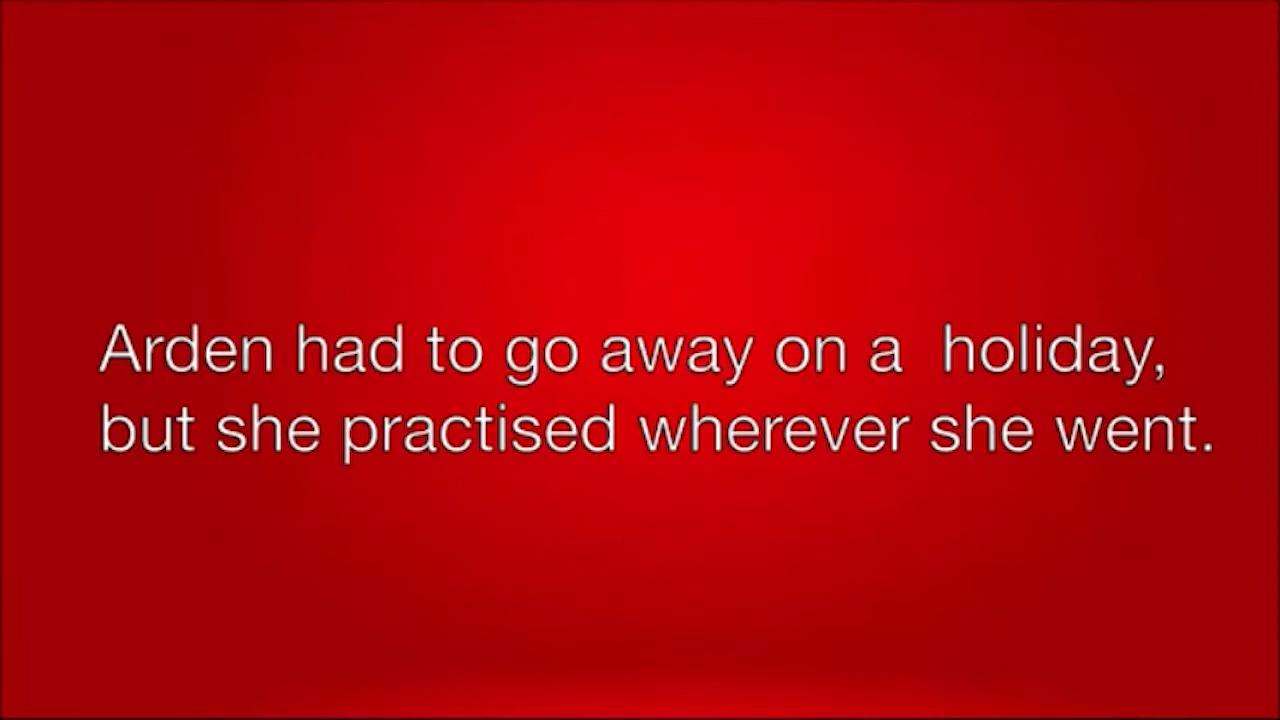 Arden had to go away on a  holiday,
but she practised wherever she went.